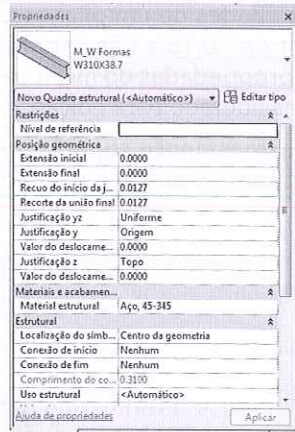 Propriedades
M_W Formas
W310X38.7
Novo Quadro estrutural (<Automático>) Editar tipo
Restrições
Nível de referência
Posição geométrica
Extensão inicial 0.0000
Extensão final 0.0000
Recuo do início da j... 0.0127
Recorte da união final 0.0127
Justificação yz Uniforme
Justificação y Origem
Valor do deslocame... 0.0000
Justificação z Topo
Valor do deslocame... 0.0000
Materiais e acabamen...
Material estrutural Aço, 45-345
Estrutural
Localização do símb... Centro da geometria
Conexão de início Nenhum
Conexão de fim Nenhum
Comprimento do co... 0.3100
Uso estrutural <Automático>
Ajuda de propriedades Aplicar